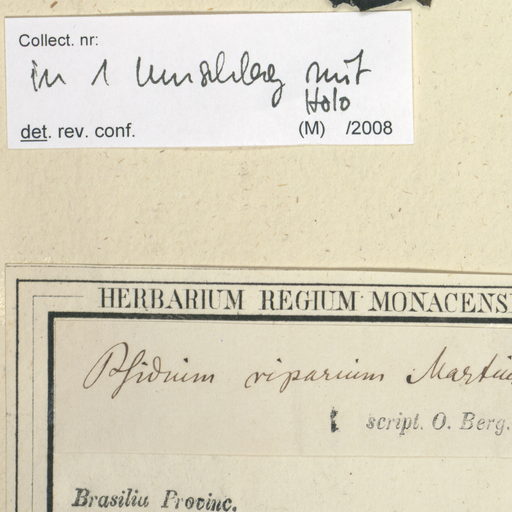 Collect. nr:
in 1 Umschlag mit
Holo
det. rev. conf. (M) /2008
HERBARIUM REGIUM MONACENS
Psidium riparium Martius
script. O. Berg.
Brasilia Provinc.